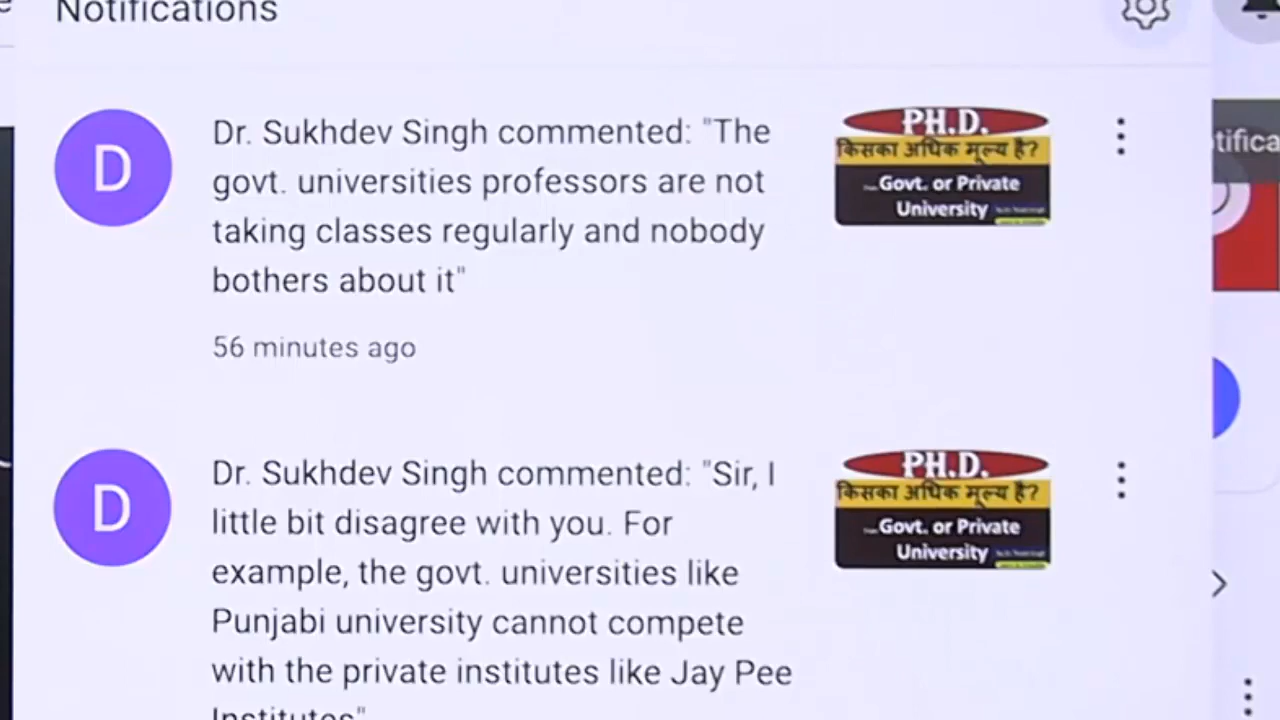 Notifications
Dr. Sukhdev Singh commented: "The
govt. universities professors are not
taking classes regularly and nobody
bothers about it"
56 minutes ago
PH.D.
किसका अधिक मूल्य है?
Govt. or Private
University
Dr. Sukhdev Singh commented: "Sir, I
little bit disagree with you. For
example, the govt. universities like
Punjabi university cannot compete
with the private institutes like Jay Pee
Institutes"
PH.D.
किसका अधिक मूल्य है?
Govt. or Private
University